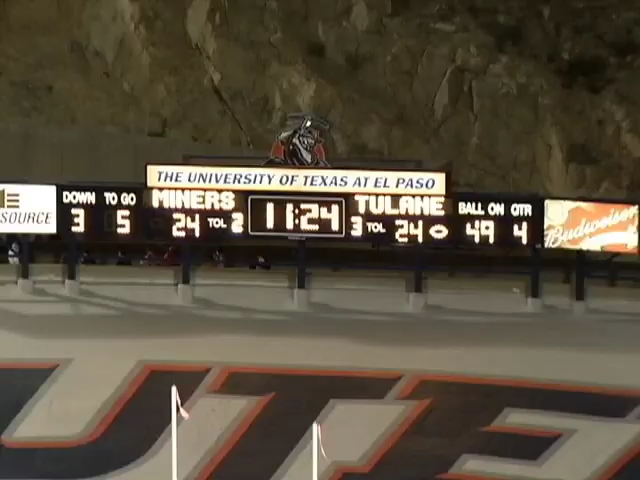 THE UNIVERSITY OF TEXAS AT EL PASO
SOURCE
DOWN TO GO
3 5
MINERS
24 TOL 2
11:24
TULANE
3 TOL 24
BALL ON QTR
49 4
Budweiser
UTE